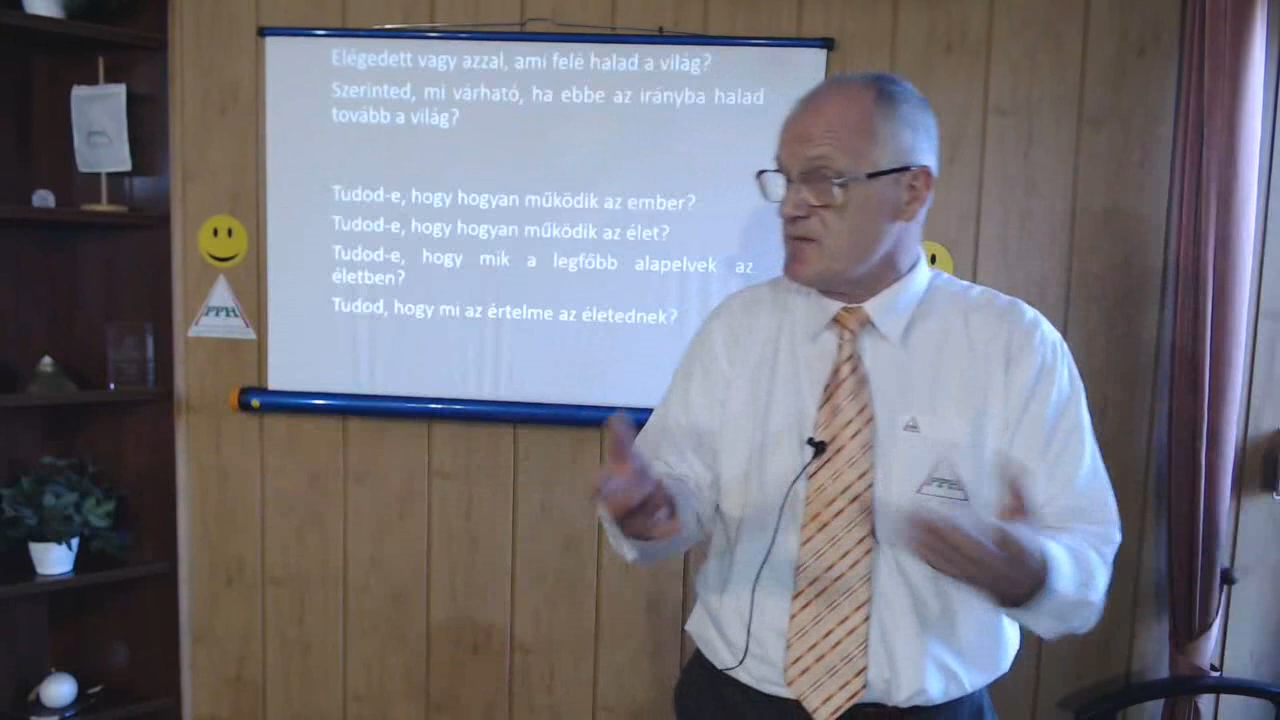 Elégedett vagy azzal, ami felé halad a világ?
Szerinted, mi várható, ha ebbe az irányba halad
tovább a világ?
Tudod-e, hogy hogyan működik az ember?
Tudod-e, hogy hogyan működik az élet?
Tudod-e, hogy mik a legfőbb alapelvek az
életben?
Tudod, hogy mi az értelme az életednek?
PPH
PPH